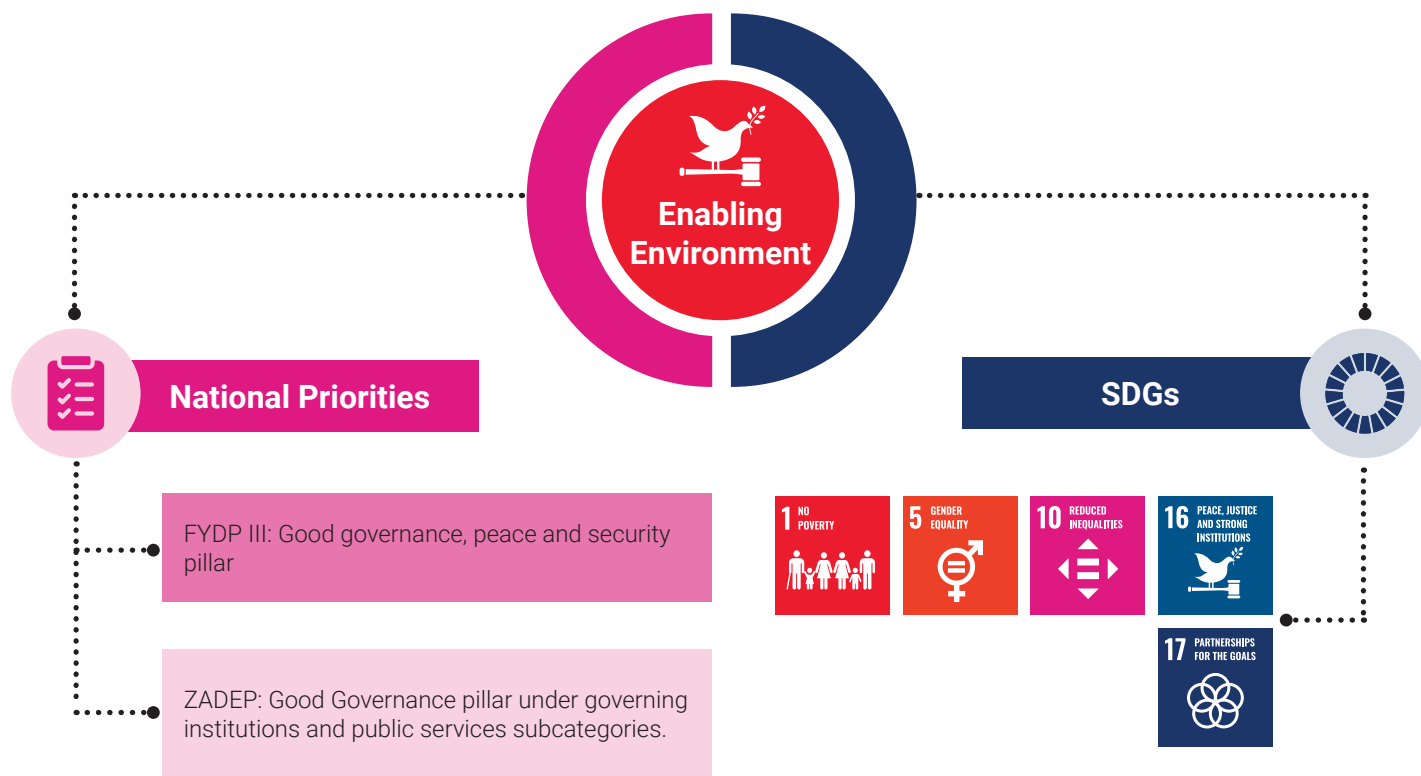 Enabling
Environment
National Priorities
SDGs
FYDP III: Good governance, peace and security
pillar
ZADEP: Good Governance pillar under governing
institutions and public services subcategories.
1 NO
POVERTY
5 GENDER
EQUALITY
10 REDUCED
INEQUALITIES
16 PEACE, JUSTICE
AND STRONG
INSTITUTIONS
17 PARTNERSHIPS
FOR THE GOALS